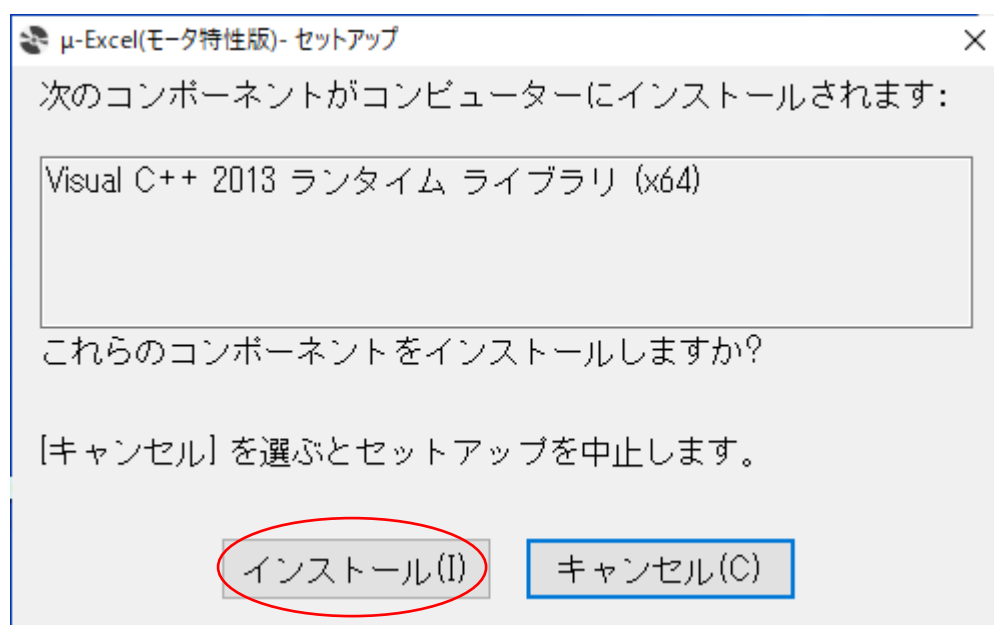 μ-Excel(モータ特性版)- セットアップ
次のコンポーネントがコンピューターにインストールされます:
Visual C++ 2013 ランタイム ライブラリ (x64)
これらのコンポーネントをインストールしますか?
[キャンセル] を選ぶとセットアップを中止します。
インストール(I) キャンセル(C)